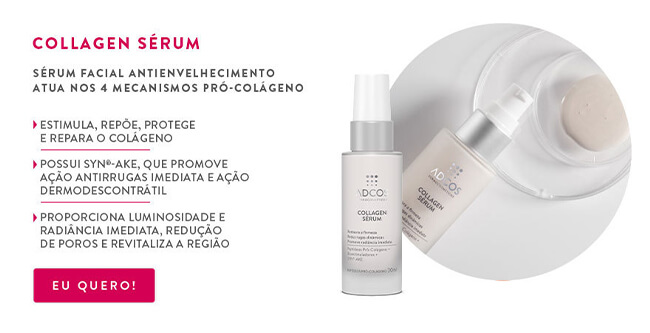 COLLAGEN SÉRUM
SÉRUM FACIAL ANTIENVELHECIMENTO
ATUA NOS 4 MECANISMOS PRÓ-COLÁGENO
ESTIMULA, REPÕE, PROTEGE
E REPARA O COLÁGENO
POSSUI SYN®-AKE, QUE PROMOVE
AÇÃO ANTIRRUGAS IMEDIATA E AÇÃO
DERMODESCONTRÁTIL
PROPORCIONA LUMINOSIDADE E
RADIÂNCIA IMEDIATA, REDUÇÃO
DE POROS E REVITALIZA A REGIÃO
EU QUERO!
ADCOS
COLLAGEN
SÉRUM
ADCOS
COLLAGEN
SÉRUM